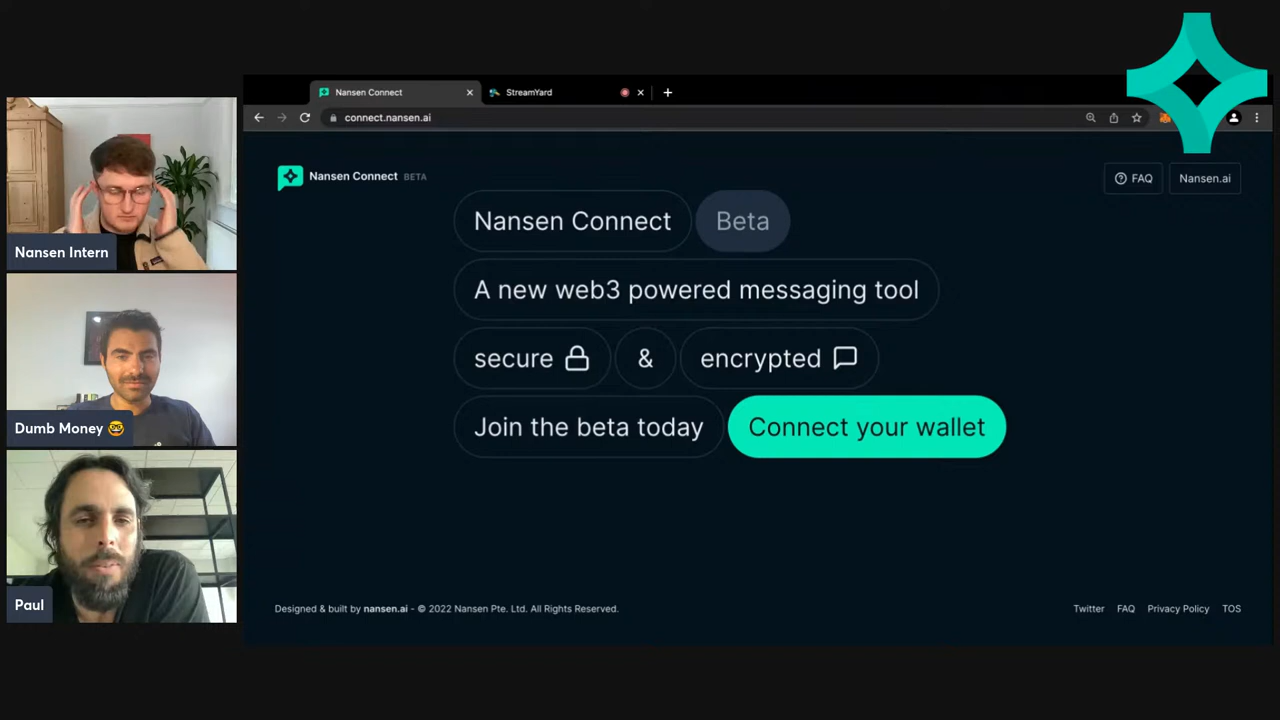 Nansen Connect
StreamYard
connect.nansen.ai
Nansen Connect BETA
FAQ
Nansen.ai
Nansen Connect Beta
A new web3 powered messaging tool
secure & encrypted
Join the beta today Connect your wallet
Designed & built by nansen.ai - © 2022 Nansen Pte. Ltd. All Rights Reserved.
Twitter FAQ Privacy Policy TOS
Nansen Intern
Dumb Money 🤓
Paul